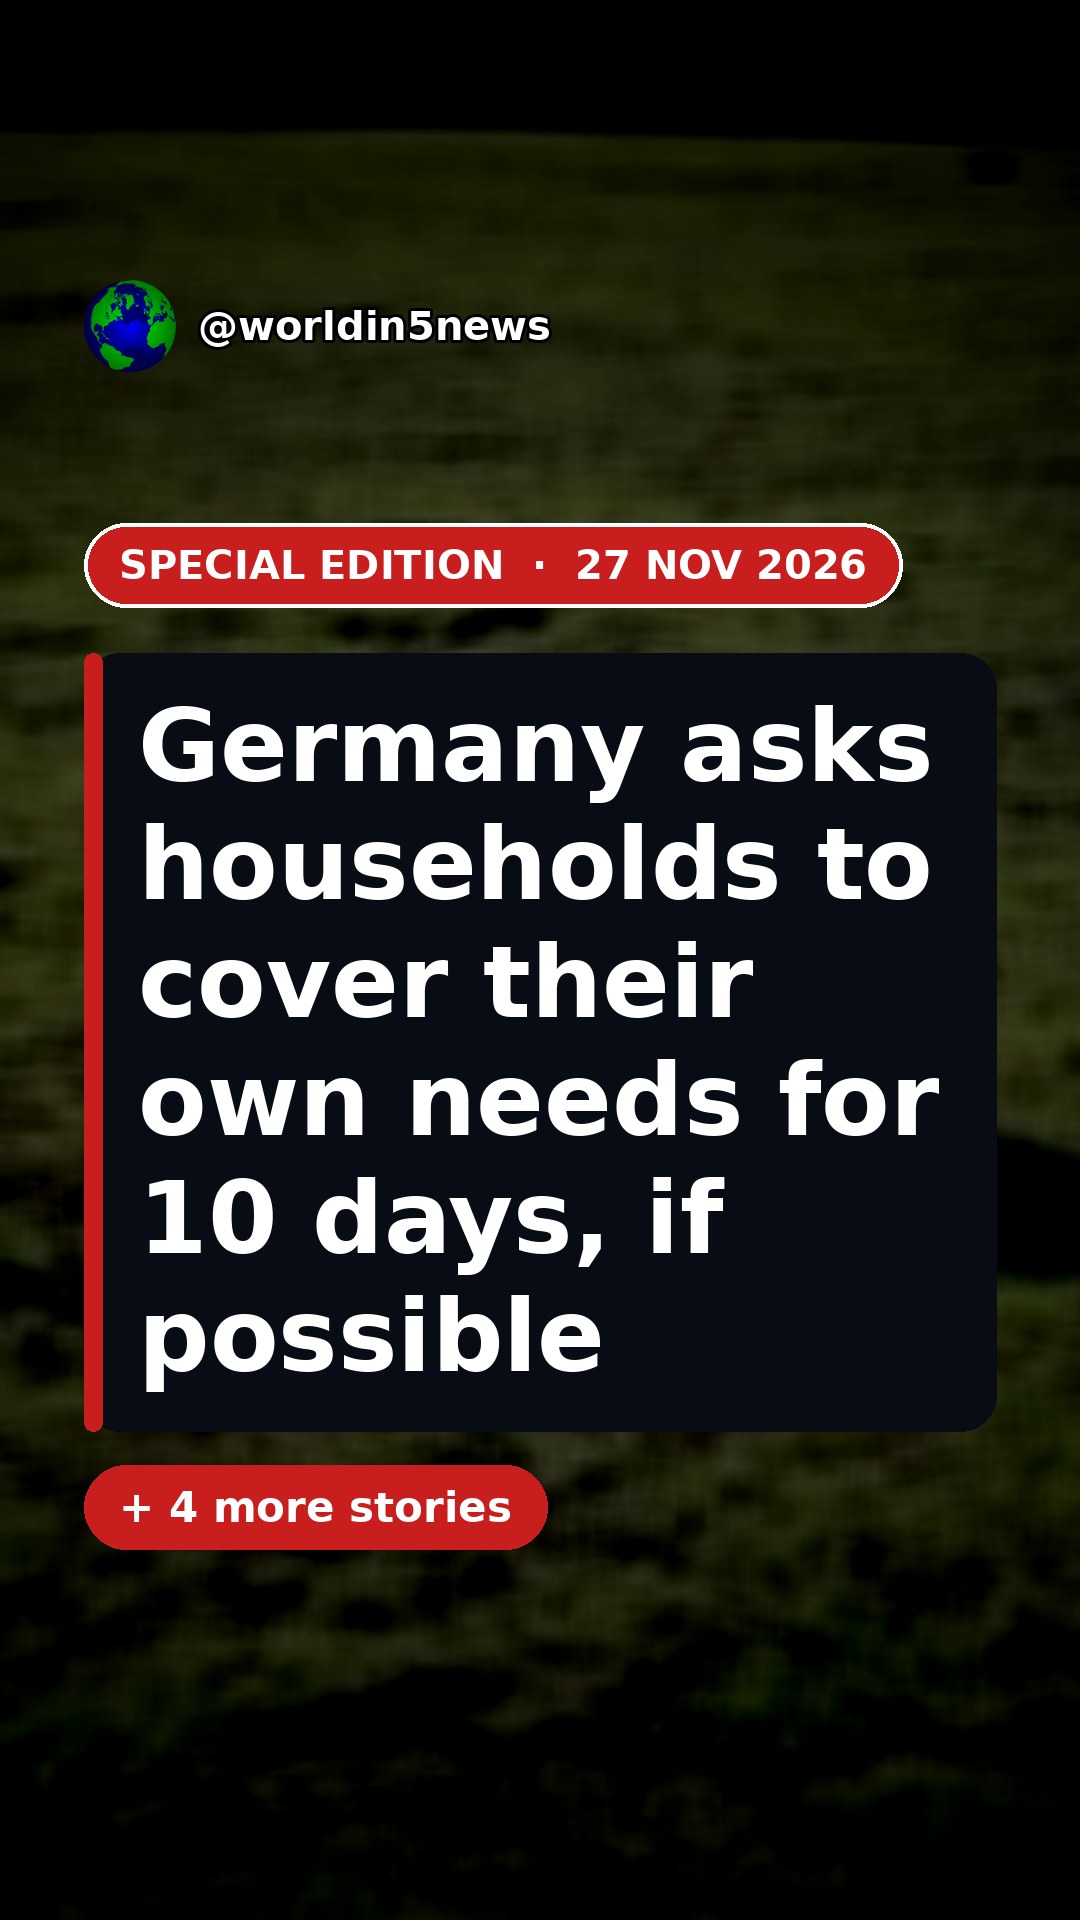 @worldin5news
SPECIAL EDITION · 27 NOV 2026
Germany asks
households to
cover their
own needs for
10 days, if
possible
+ 4 more stories